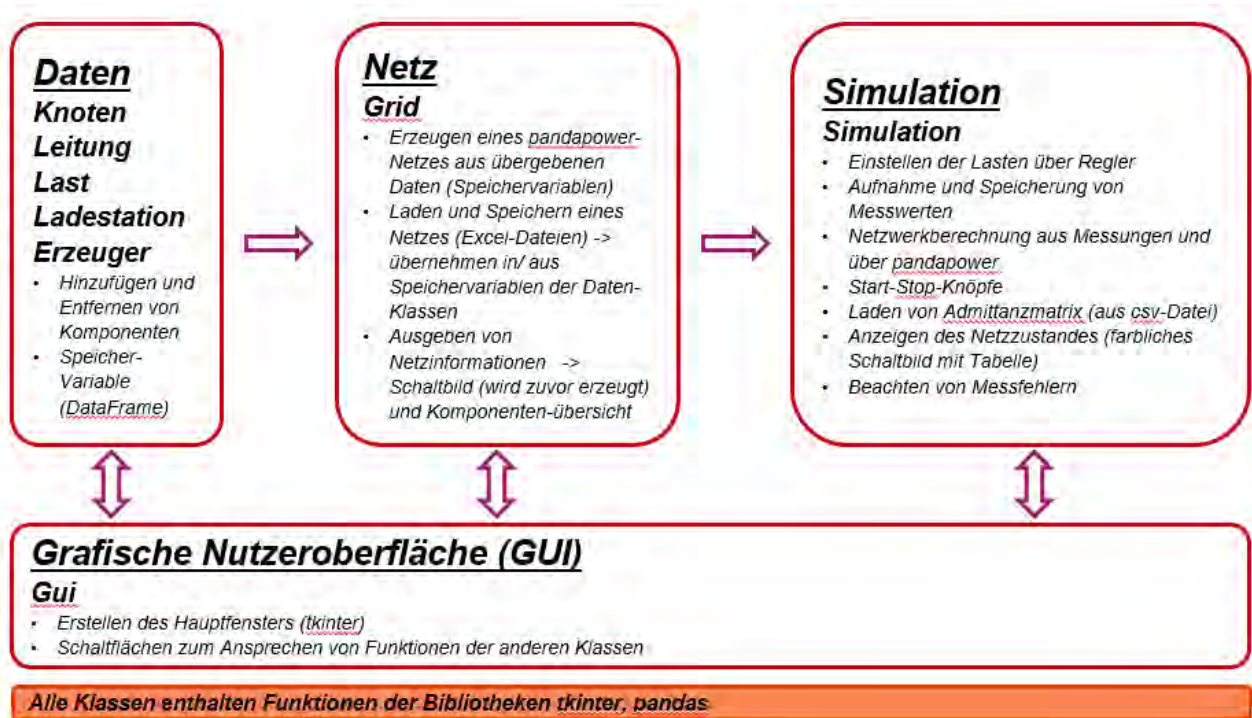 Daten
Knoten
Leitung
Last
Ladestation
Erzeuger
• Hinzufügen und
Entfernen von
Komponenten
• Speicher-
Variable
(DataFrame)
Netz
Grid
• Erzeugen eines pandapower-
Netzes aus übergebenen
Daten (Speichervariablen)
• Laden und Speichern eines
Netzes (Excel-Dateien) ->
übernehmen in/ aus
Speichervariablen der Daten-
Klassen
• Ausgeben von
Netzinformationen ->
Schaltbild (wird zuvor erzeugt)
und Komponenten-übersicht
Simulation
Simulation
• Einstellen der Lasten über Regler
• Aufnahme und Speicherung von
Messwerten
• Netzwerkberechnung aus Messungen und
über pandapower
• Start-Stop-Knöpfe
• Laden von Admittanzmatrix (aus csv-Datei)
• Anzeigen des Netzzustandes (farbliches
Schaltbild mit Tabelle)
• Beachten von Messfehlern
Grafische Nutzeroberfläche (GUI)
Gui
• Erstellen des Hauptfensters (tkinter)
• Schaltflächen zum Ansprechen von Funktionen der anderen Klassen
Alle Klassen enthalten Funktionen der Bibliotheken tkinter, pandas